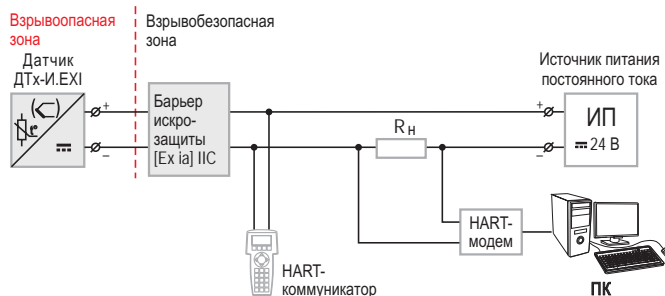 Взрывоопасная
зона
Взрывобезопасная
зона
Датчик
ДТх-И.EXI
Источник питания
постоянного тока
t°
+
–
Барьер
искро-
защиты
[Ex ia] IIC
Rн
+
–
ИП
24 В
HART-
модем
HART-
коммуникатор
ПК